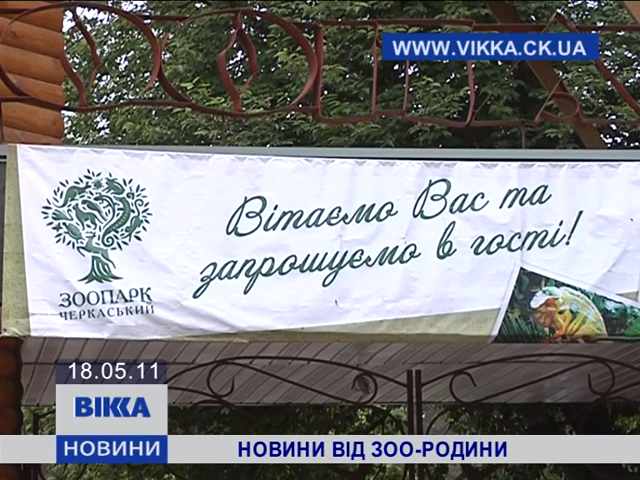 WWW.VIKKA.CK.UA
ЗООПАРК
Вітаємо Вас та
запрошуємо в гості!
ЗООПАРК
ЧЕРКАСЬКИЙ
18.05.11
ВІККА
НОВИНИ
НОВИНИ ВІД ЗОО-РОДИНИ